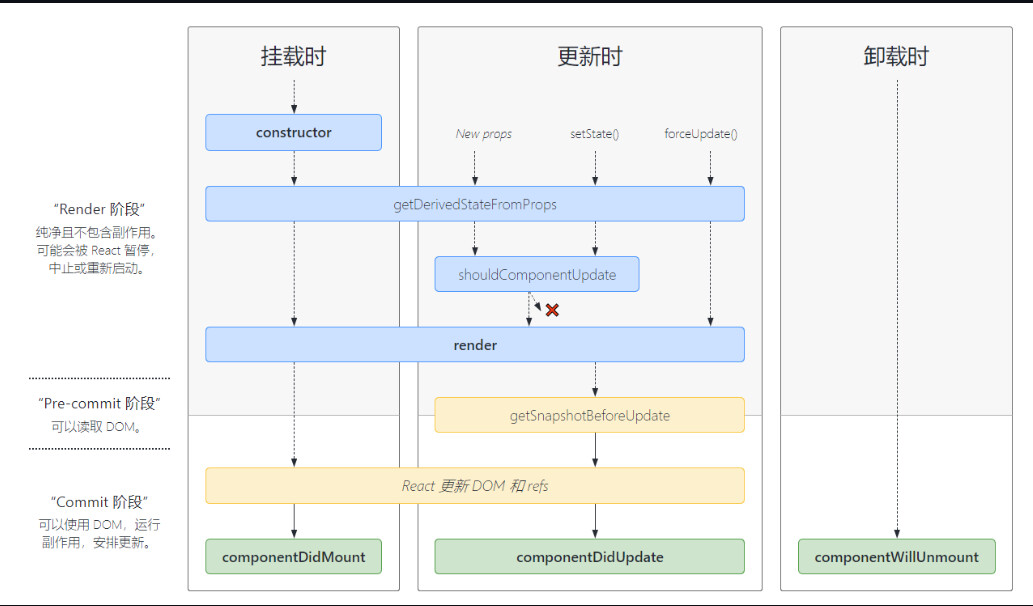 挂载时
更新时
卸载时
constructor
New props
setState()
forceUpdate()
getDerivedStateFromProps
“Render 阶段”
纯净且不包含副作用。
可能会被 React 暂停，
中止或重新启动。
shouldComponentUpdate
render
“Pre-commit 阶段”
可以读取 DOM。
getSnapshotBeforeUpdate
React 更新 DOM 和 refs
“Commit 阶段”
可以使用 DOM，运行
副作用，安排更新。
componentDidMount
componentDidUpdate
componentWillUnmount